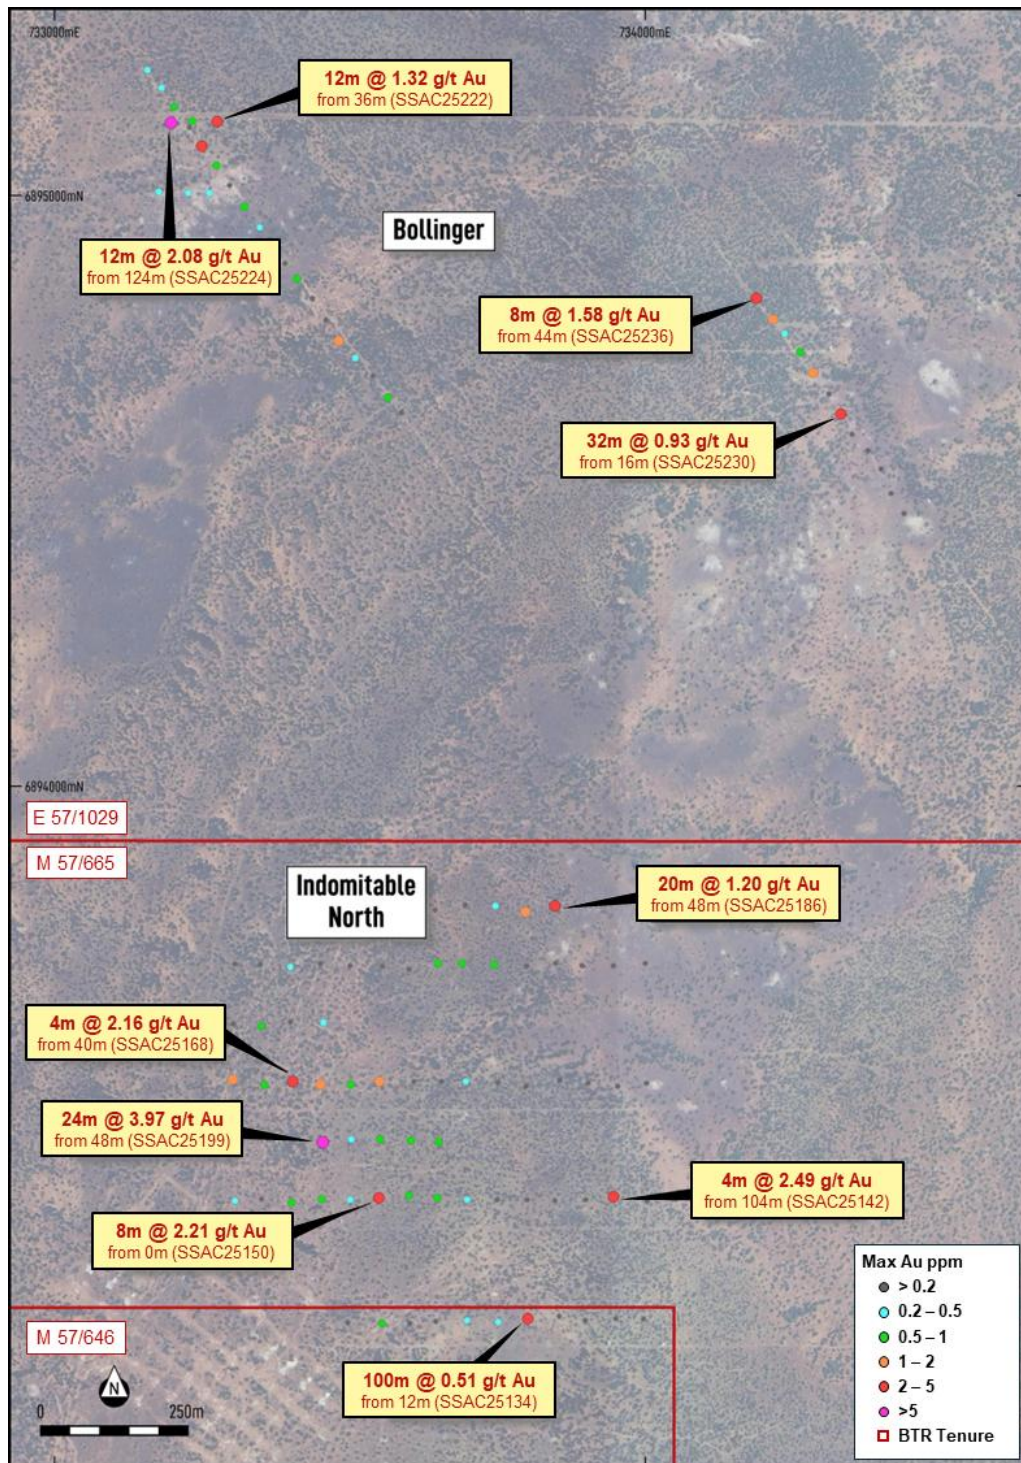 733000mE
734000mE
12m @ 1.32 g/t Au
from 36m (SSAC25222)
6895000mN
Bollinger
12m @ 2.08 g/t Au
from 124m (SSAC25224)
8m @ 1.58 g/t Au
from 44m (SSAC25236)
32m @ 0.93 g/t Au
from 16m (SSAC25230)
6894000mN
E 57/1029
M 57/665
Indomitable
North
20m @ 1.20 g/t Au
from 48m (SSAC25186)
4m @ 2.16 g/t Au
from 40m (SSAC25168)
24m @ 3.97 g/t Au
from 48m (SSAC25199)
4m @ 2.49 g/t Au
from 104m (SSAC25142)
8m @ 2.21 g/t Au
from 0m (SSAC25150)
M 57/646
100m @ 0.51 g/t Au
from 12m (SSAC25134)
N
0 250m
Max Au ppm
> 0.2
0.2 – 0.5
0.5 – 1
1 – 2
2 – 5
>5
BTR Tenure